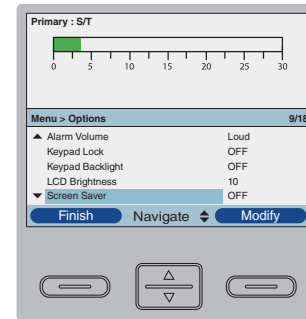 Primary : S/T
0 5 10 15 20 25 30
Menu > Options 9/18
Alarm Volume Loud
Keypad Lock OFF
Keypad Backlight OFF
LCD Brightness 10
Screen Saver OFF
Finish Navigate Modify